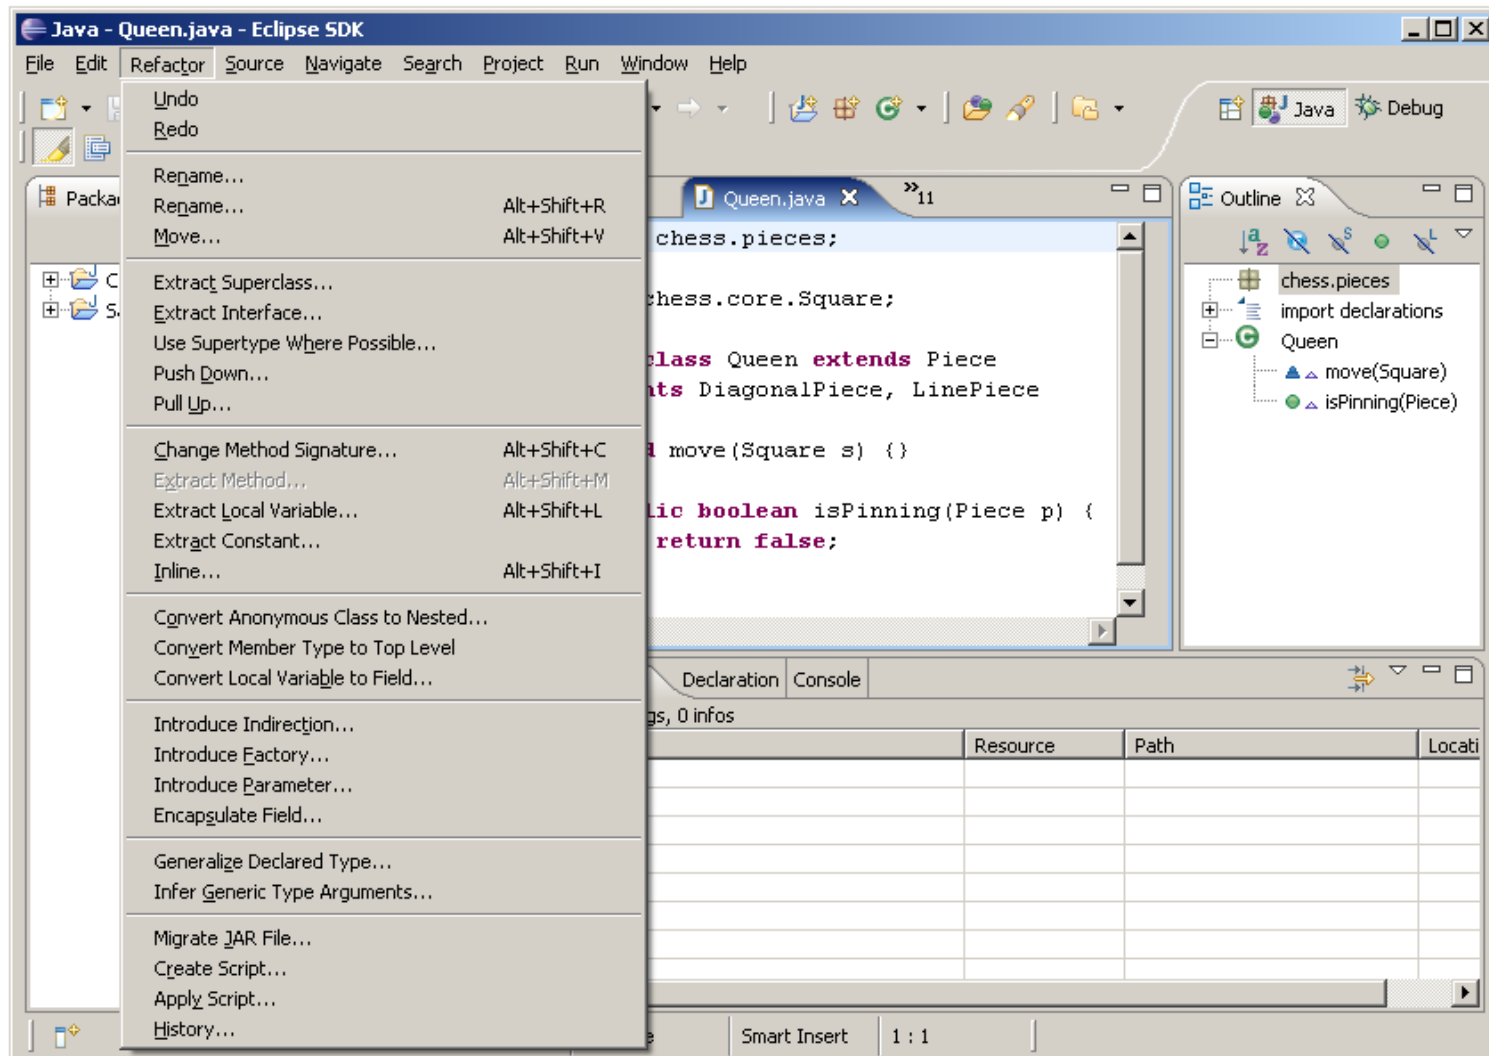 Java - Queen.java - Eclipse SDK
File Edit Refactor Source Navigate Search Project Run Window Help
Java Debug
Undo
Redo
Rename...
Rename... Alt+Shift+R
Move... Alt+Shift+V
Extract Superclass...
Extract Interface...
Use Supertype Where Possible...
Push Down...
Pull Up...
Change Method Signature... Alt+Shift+C
Extract Method... Alt+Shift+M
Extract Local Variable... Alt+Shift+L
Extract Constant...
Inline... Alt+Shift+I
Convert Anonymous Class to Nested...
Convert Member Type to Top Level
Convert Local Variable to Field...
Introduce Indirection...
Introduce Factory...
Introduce Parameter...
Encapsulate Field...
Generalize Declared Type...
Infer Generic Type Arguments...
Migrate JAR File...
Create Script...
Apply Script...
History...
Packa
C
S
Queen.java »11
chess.pieces;
chess.core.Square;
class Queen extends Piece
nts DiagonalPiece, LinePiece
d move(Square s) {}
lic boolean isPinning(Piece p) {
return false;
Outline
chess.pieces
import declarations
Queen
move(Square)
isPinning(Piece)
Declaration Console
gs, 0 infos
Resource Path Locati
Smart Insert 1 : 1